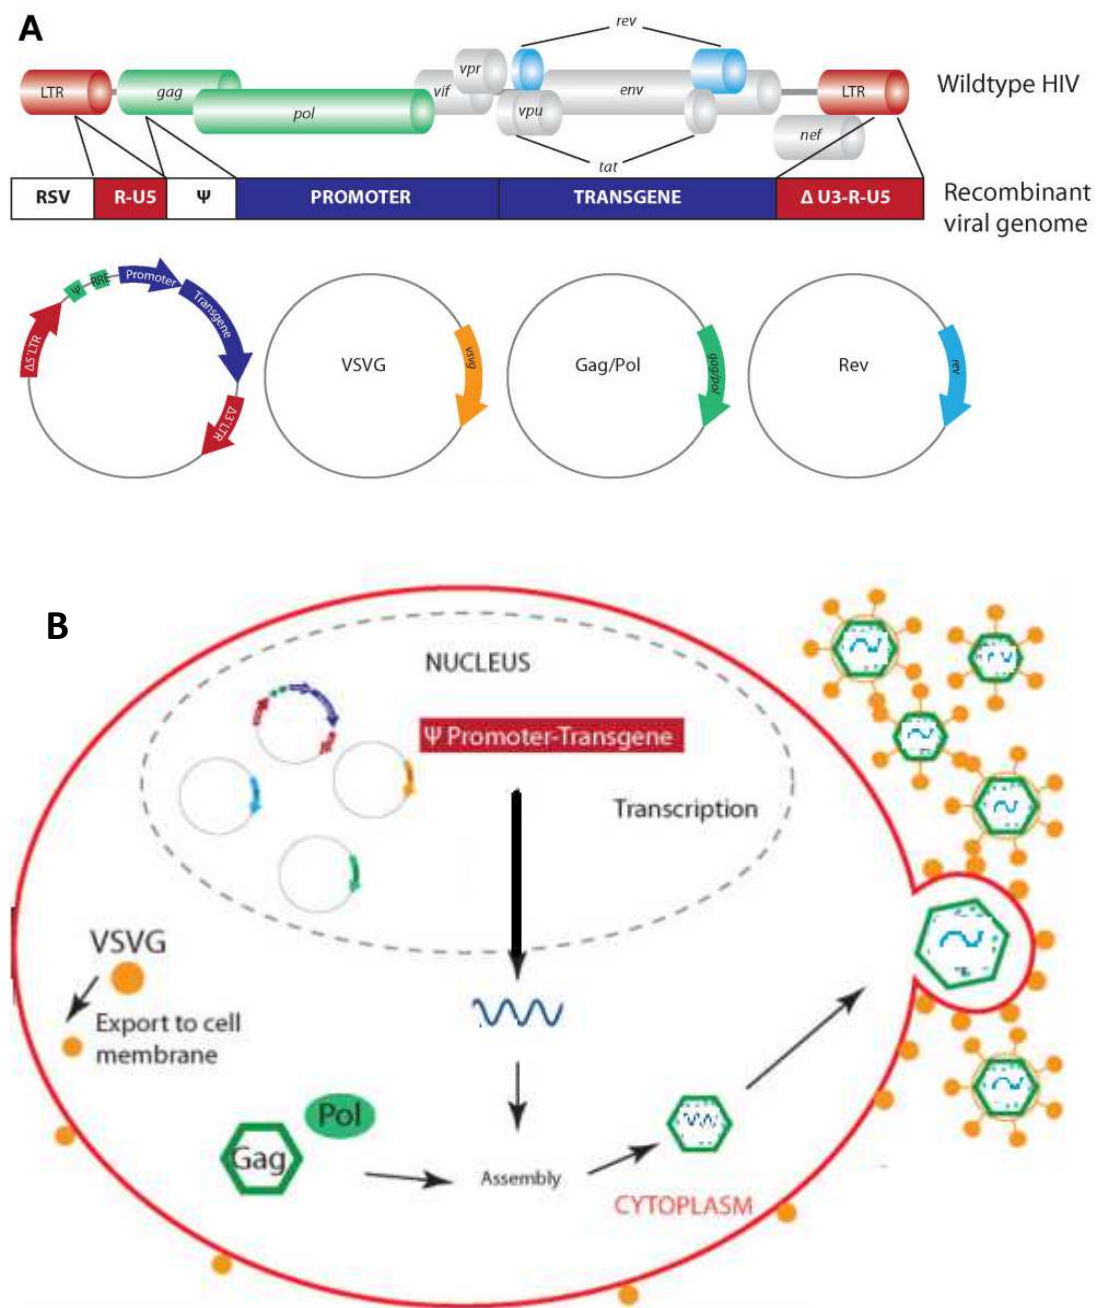 A
rev
LTR
gag
pol
vif
vpr
vpu
env
tat
nef
LTR
Wildtype HIV
RSV
R-U5
Ψ
PROMOTER
TRANSGENE
Δ U3-R-U5
Recombinant
viral genome
Δ5'LTR
Ψ
RRE
Promoter
Transgene
Δ3'LTR
VSVG
vsvg
Gag/Pol
gag/pol
Rev
rev
B
NUCLEUS
Ψ Promoter-Transgene
Transcription
VSVG
Export to cell
membrane
Pol
Gag
Assembly
CYTOPLASM